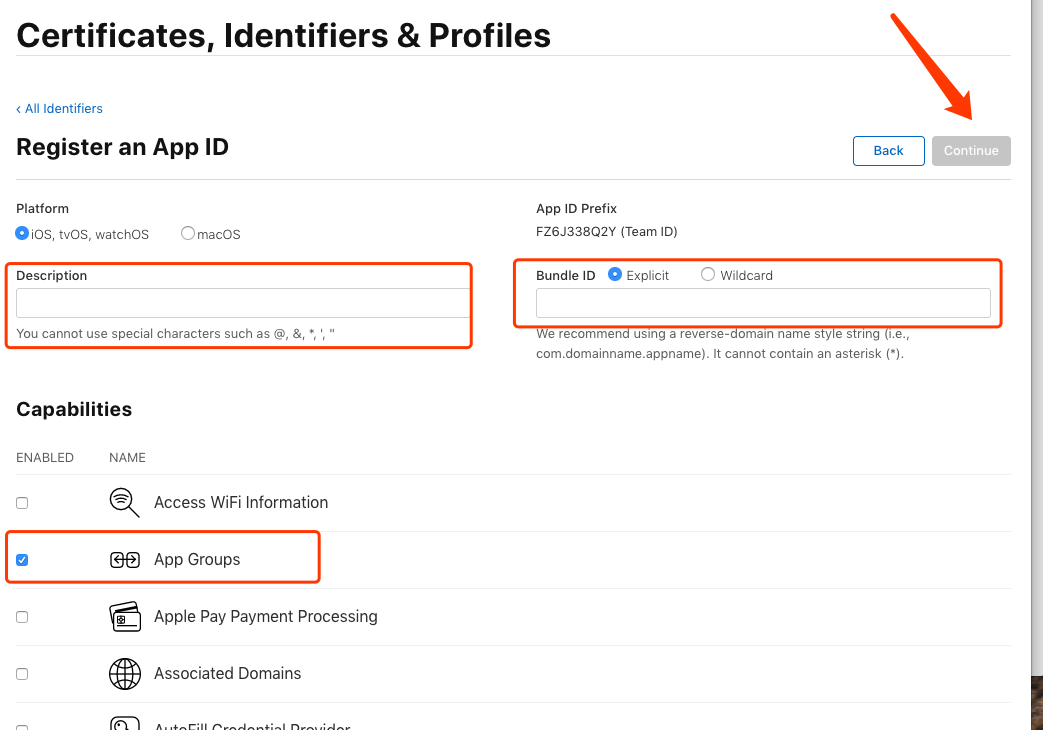 Certificates, Identifiers & Profiles
‹ All Identifiers
Register an App ID
Back
Continue
Platform
iOS, tvOS, watchOS
macOS
App ID Prefix
FZ6J338Q2Y (Team ID)
Description
You cannot use special characters such as @, &, *, ', "
Bundle ID
Explicit
Wildcard
We recommend using a reverse-domain name style string (i.e.,
com.domainname.appname). It cannot contain an asterisk (*).
Capabilities
ENABLED
NAME
Access WiFi Information
App Groups
Apple Pay Payment Processing
Associated Domains
AutoFill Credential Provider